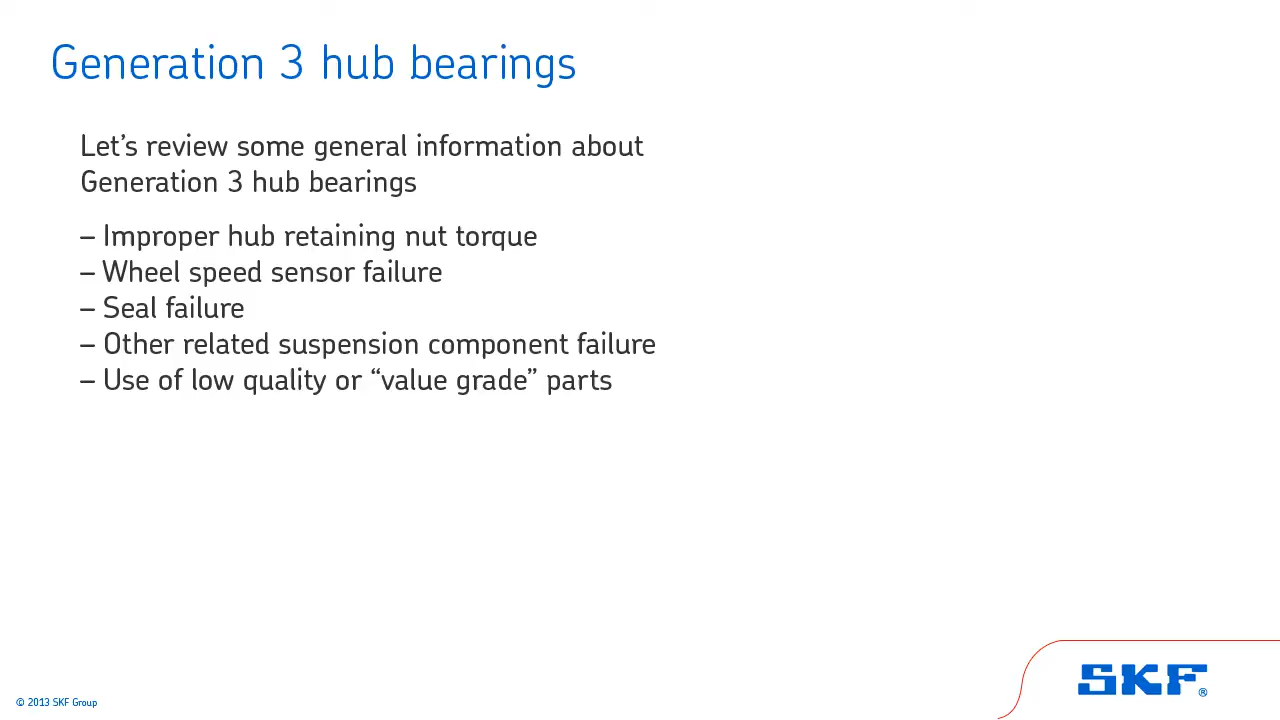 Generation 3 hub bearings
Let’s review some general information about
Generation 3 hub bearings
– Improper hub retaining nut torque
– Wheel speed sensor failure
– Seal failure
– Other related suspension component failure
– Use of low quality or “value grade” parts
SKF®
© 2013 SKF Group